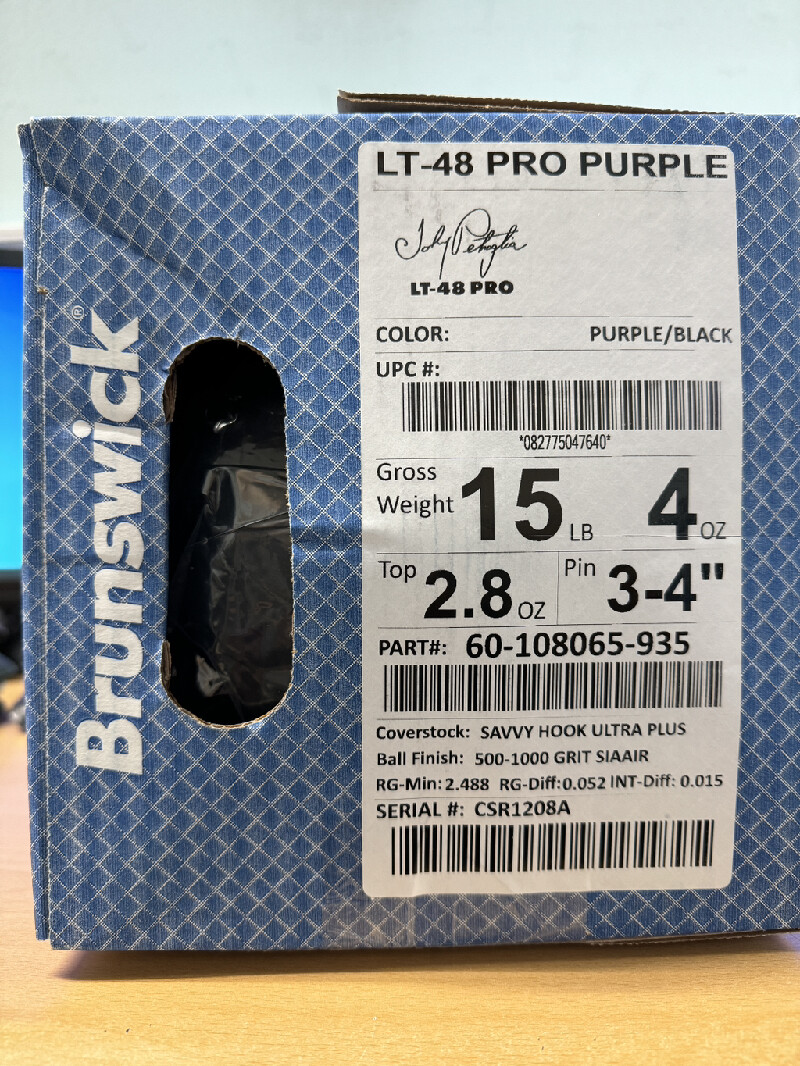 Brunswick®
LT-48 PRO PURPLE
LT-48 PRO
COLOR: PURPLE/BLACK
UPC #:
*082775047640*
Gross Weight 15 LB 4 OZ
Top 2.8 OZ Pin 3-4"
PART#: 60-108065-935
Coverstock: SAVVY HOOK ULTRA PLUS
Ball Finish: 500-1000 GRIT SIAAIR
RG-Min: 2.488 RG-Diff: 0.052 INT-Diff: 0.015
SERIAL #: CSR1208A